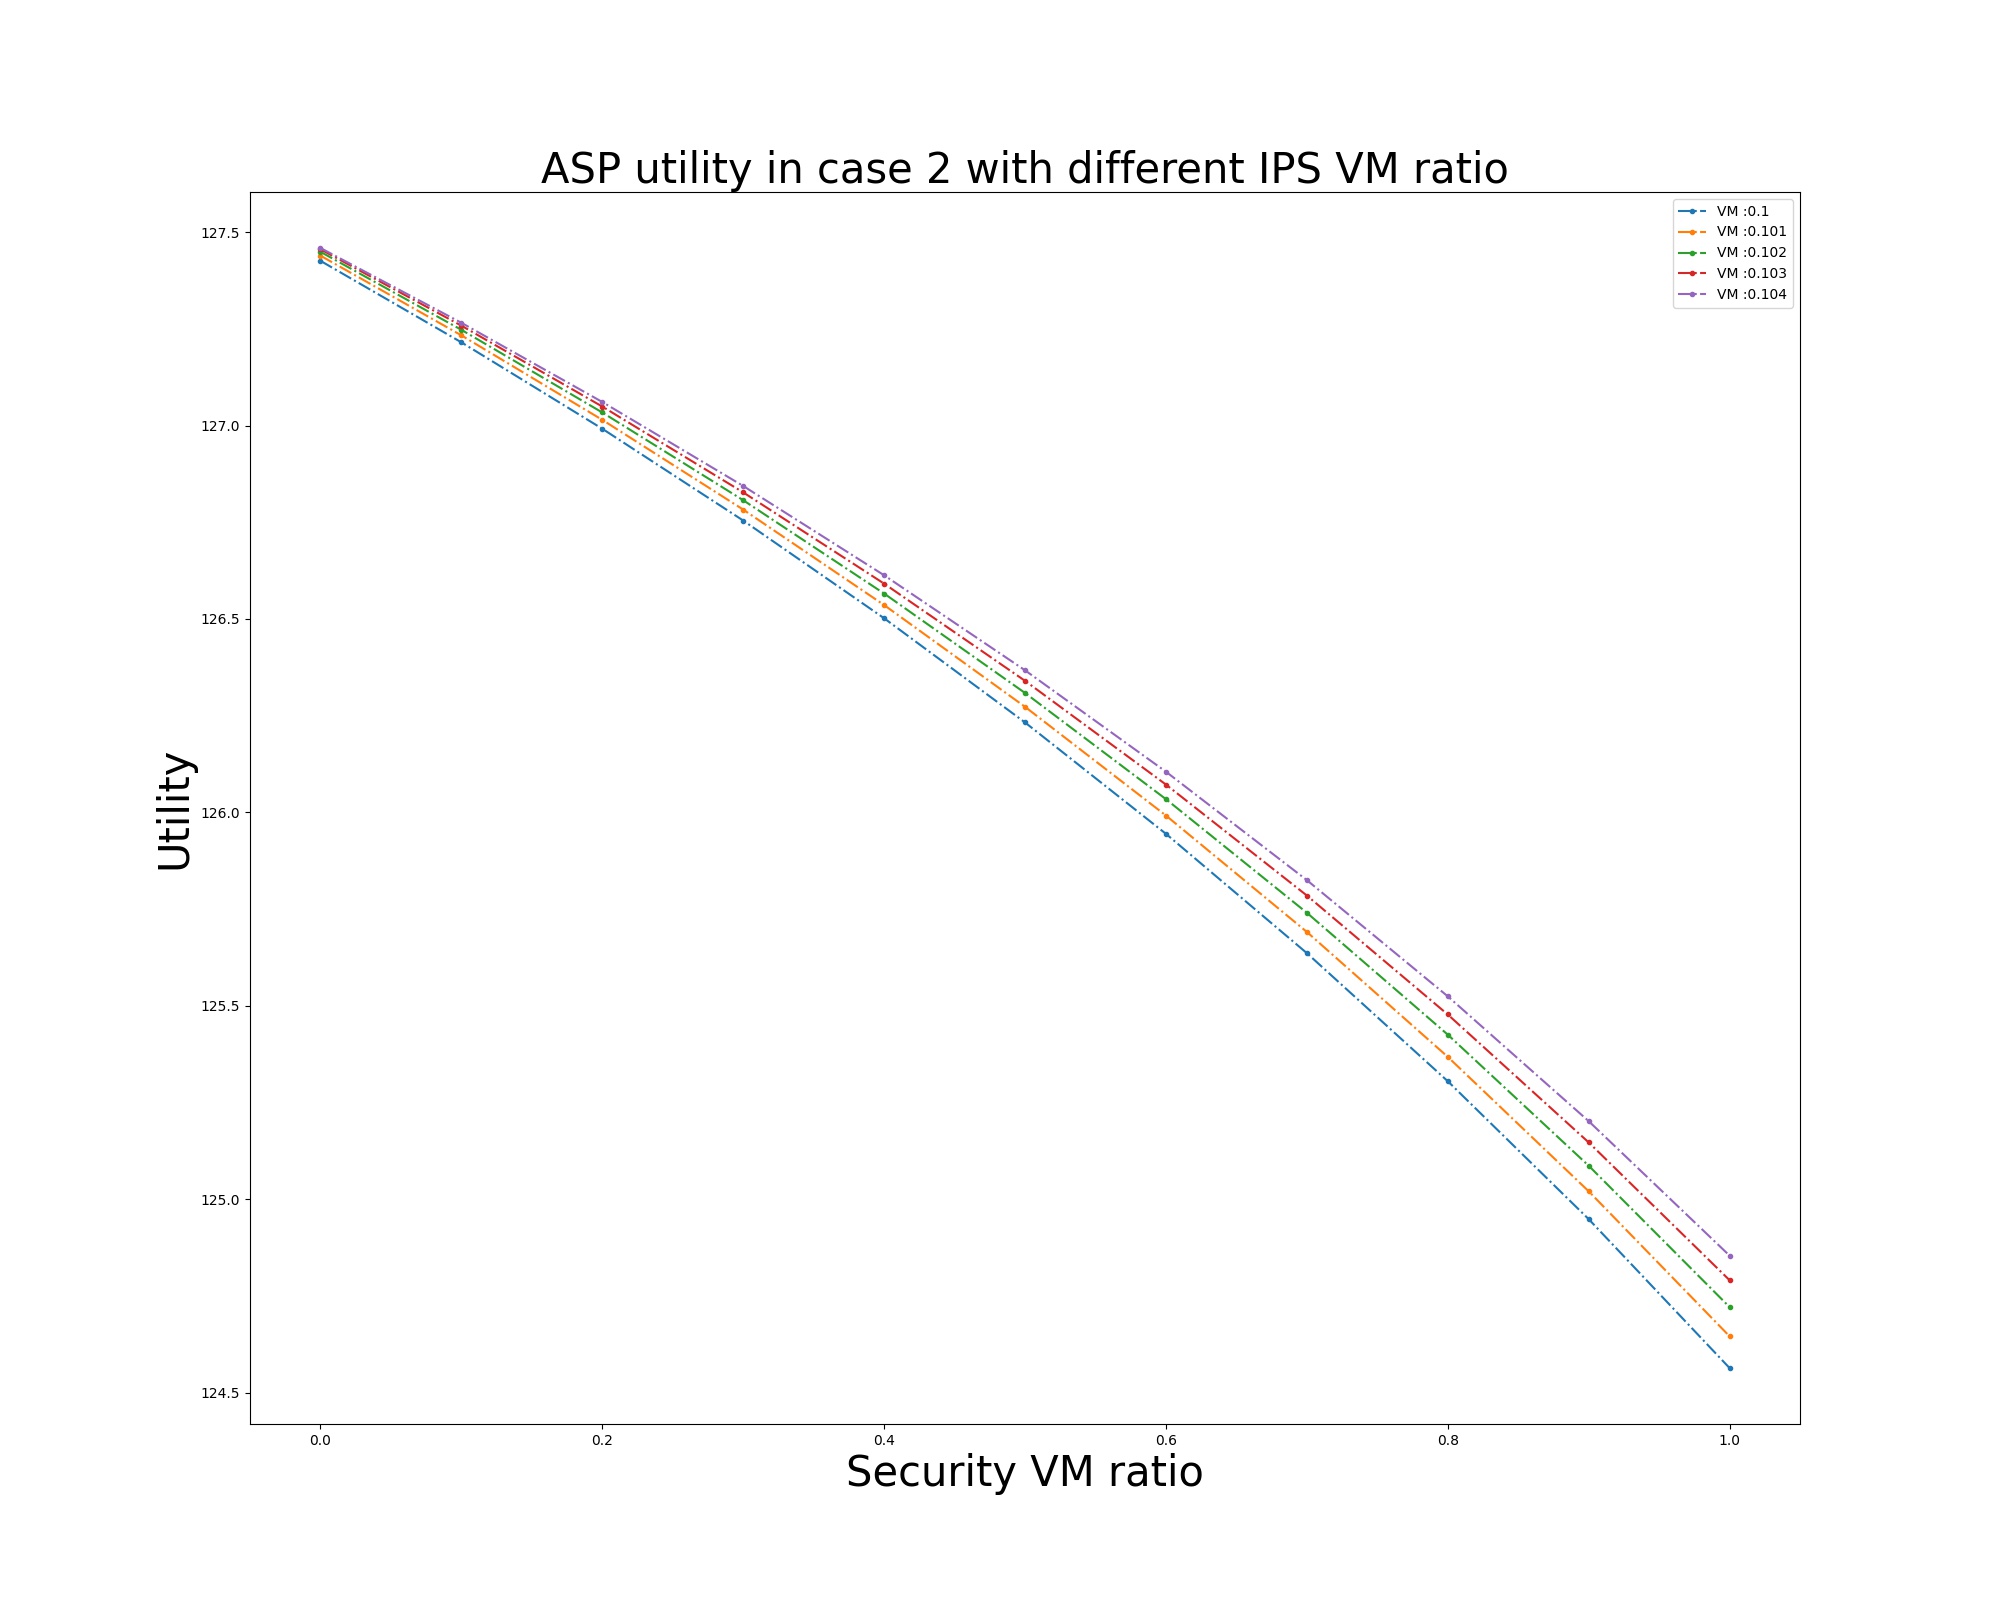 ASP utility in case 2 with different IPS VM ratio
VM :0.1
VM :0.101
VM :0.102
VM :0.103
VM :0.104
127.5
127.0
126.5
126.0
125.5
125.0
124.5
Utility
0.0 0.2 0.4 0.6 0.8 1.0
Security VM ratio